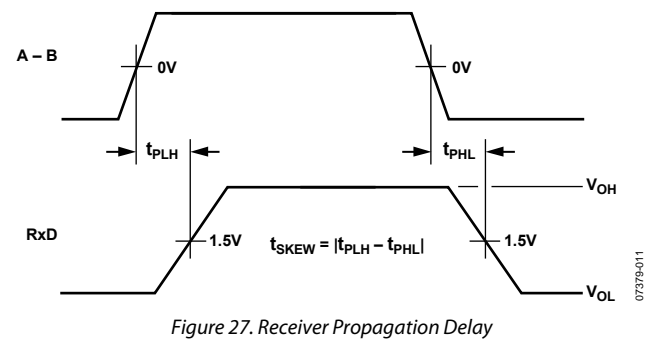 A – B
0V
0V
tPLH
tPHL
VOH
RxD
1.5V
tSKEW = |tPLH – tPHL|
1.5V
VOL
07379-011
Figure 27. Receiver Propagation Delay